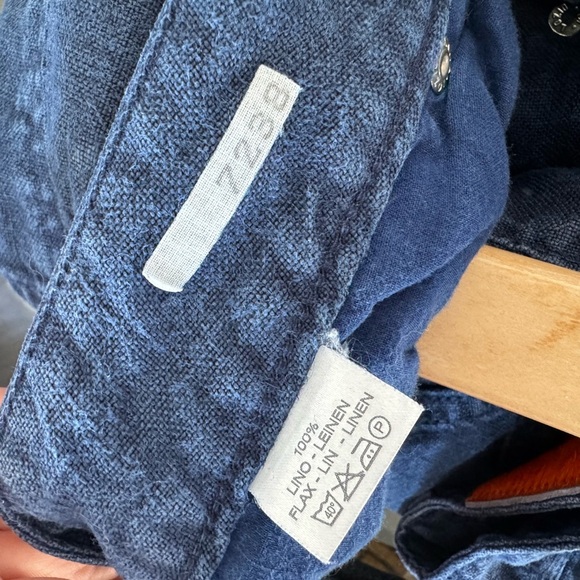 7238
100%
LINO - LEINEN
FLAX - LIN - LINEN
40° P